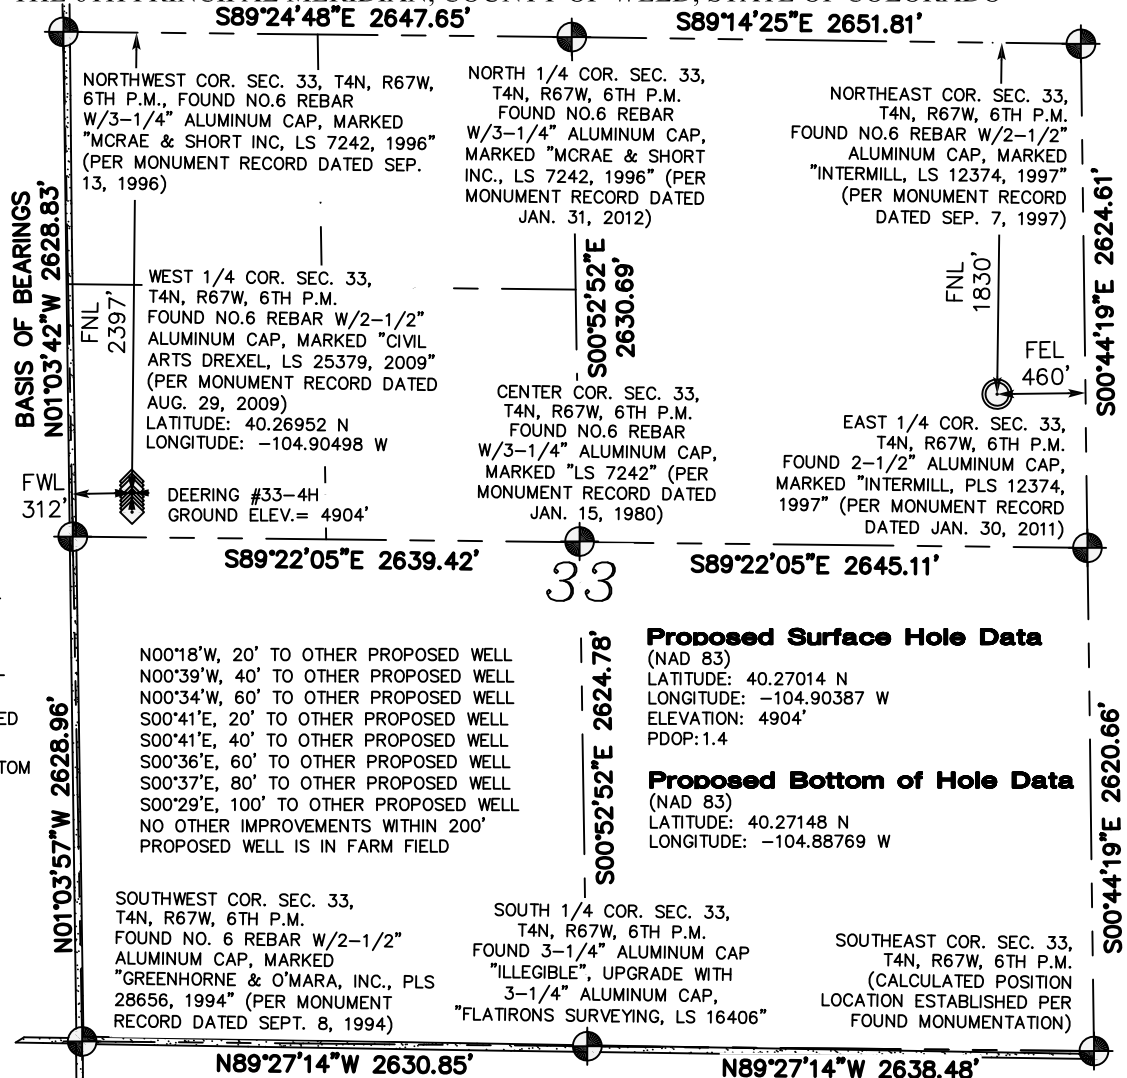 THE 6TH PRINCIPAL MERIDIAN, COUNTY OF WELD, STATE OF COLORADO
S89°24'48"E 2647.65'
S89°14'25"E 2651.81'
NORTHWEST COR. SEC. 33, T4N, R67W,
6TH P.M., FOUND NO.6 REBAR
W/3-1/4" ALUMINUM CAP, MARKED
"MCRAE & SHORT INC, LS 7242, 1996"
(PER MONUMENT RECORD DATED SEP.
13, 1996)
NORTH 1/4 COR. SEC. 33,
T4N, R67W, 6TH P.M.
FOUND NO.6 REBAR
W/3-1/4" ALUMINUM CAP,
MARKED "MCRAE & SHORT
INC., LS 7242, 1996" (PER
MONUMENT RECORD DATED
JAN. 31, 2012)
NORTHEAST COR. SEC. 33,
T4N, R67W, 6TH P.M.
FOUND NO.6 REBAR W/2-1/2"
ALUMINUM CAP, MARKED
"INTERMILL, LS 12374, 1997"
(PER MONUMENT RECORD
DATED SEP. 7, 1997)
BASIS OF BEARINGS
N01°03'42"W 2628.83'
FNL
2397'
WEST 1/4 COR. SEC. 33,
T4N, R67W, 6TH P.M.
FOUND NO.6 REBAR W/2-1/2"
ALUMINUM CAP, MARKED "CIVIL
ARTS DREXEL, LS 25379, 2009"
(PER MONUMENT RECORD DATED
AUG. 29, 2009)
LATITUDE: 40.26952 N
LONGITUDE: -104.90498 W
S00°52'52"E
2630.69'
FNL
1830'
S00°44'19"E 2624.61'
FEL
460'
CENTER COR. SEC. 33,
T4N, R67W, 6TH P.M.
FOUND NO.6 REBAR
W/3-1/4" ALUMINUM CAP,
MARKED "LS 7242" (PER
MONUMENT RECORD DATED
JAN. 15, 1980)
EAST 1/4 COR. SEC. 33,
T4N, R67W, 6TH P.M.
FOUND 2-1/2" ALUMINUM CAP,
MARKED "INTERMILL, PLS 12374,
1997" (PER MONUMENT RECORD
DATED JAN. 30, 2011)
FWL
312'
DEERING #33-4H
GROUND ELEV.= 4904'
S89°22'05"E 2639.42'
S89°22'05"E 2645.11'
33
N00°18'W, 20' TO OTHER PROPOSED WELL
N00°39'W, 40' TO OTHER PROPOSED WELL
N00°34'W, 60' TO OTHER PROPOSED WELL
S00°41'E, 20' TO OTHER PROPOSED WELL
S00°41'E, 40' TO OTHER PROPOSED WELL
S00°36'E, 60' TO OTHER PROPOSED WELL
S00°37'E, 80' TO OTHER PROPOSED WELL
S00°29'E, 100' TO OTHER PROPOSED WELL
NO OTHER IMPROVEMENTS WITHIN 200'
PROPOSED WELL IS IN FARM FIELD
ED
TOM
N01°03'57"W 2628.96'
S00°52'52"E 2624.78'
Proposed Surface Hole Data
(NAD 83)
LATITUDE: 40.27014 N
LONGITUDE: -104.90387 W
ELEVATION: 4904'
PDOP:1.4
Proposed Bottom of Hole Data
(NAD 83)
LATITUDE: 40.27148 N
LONGITUDE: -104.88769 W
S00°44'19"E 2620.66'
SOUTHWEST COR. SEC. 33,
T4N, R67W, 6TH P.M.
FOUND NO. 6 REBAR W/2-1/2"
ALUMINUM CAP, MARKED
"GREENHORNE & O'MARA, INC., PLS
28656, 1994" (PER MONUMENT
RECORD DATED SEPT. 8, 1994)
SOUTH 1/4 COR. SEC. 33,
T4N, R67W, 6TH P.M.
FOUND 3-1/4" ALUMINUM CAP
"ILLEGIBLE", UPGRADE WITH
3-1/4" ALUMINUM CAP,
"FLATIRONS SURVEYING, LS 16406"
SOUTHEAST COR. SEC. 33,
T4N, R67W, 6TH P.M.
(CALCULATED POSITION
LOCATION ESTABLISHED PER
FOUND MONUMENTATION)
N89°27'14"W 2630.85'
N89°27'14"W 2638.48'